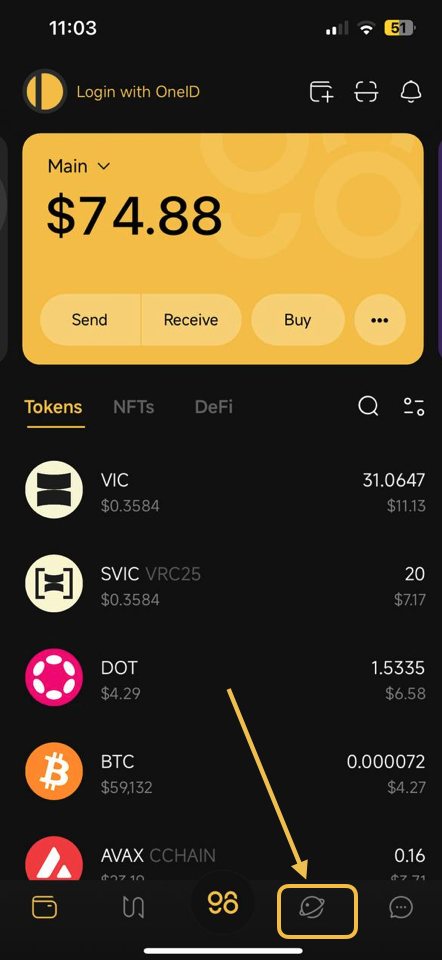 11:03
51
Login with OneID
Main
$74.88
Send
Receive
Buy
Tokens
NFTs
DeFi
VIC
31.0647
$0.3584
$11.13
SVIC VRC25
20
$0.3584
$7.17
DOT
1.5335
$4.29
$6.58
BTC
0.000072
$59,132
$4.27
AVAX CCHAIN
0.16